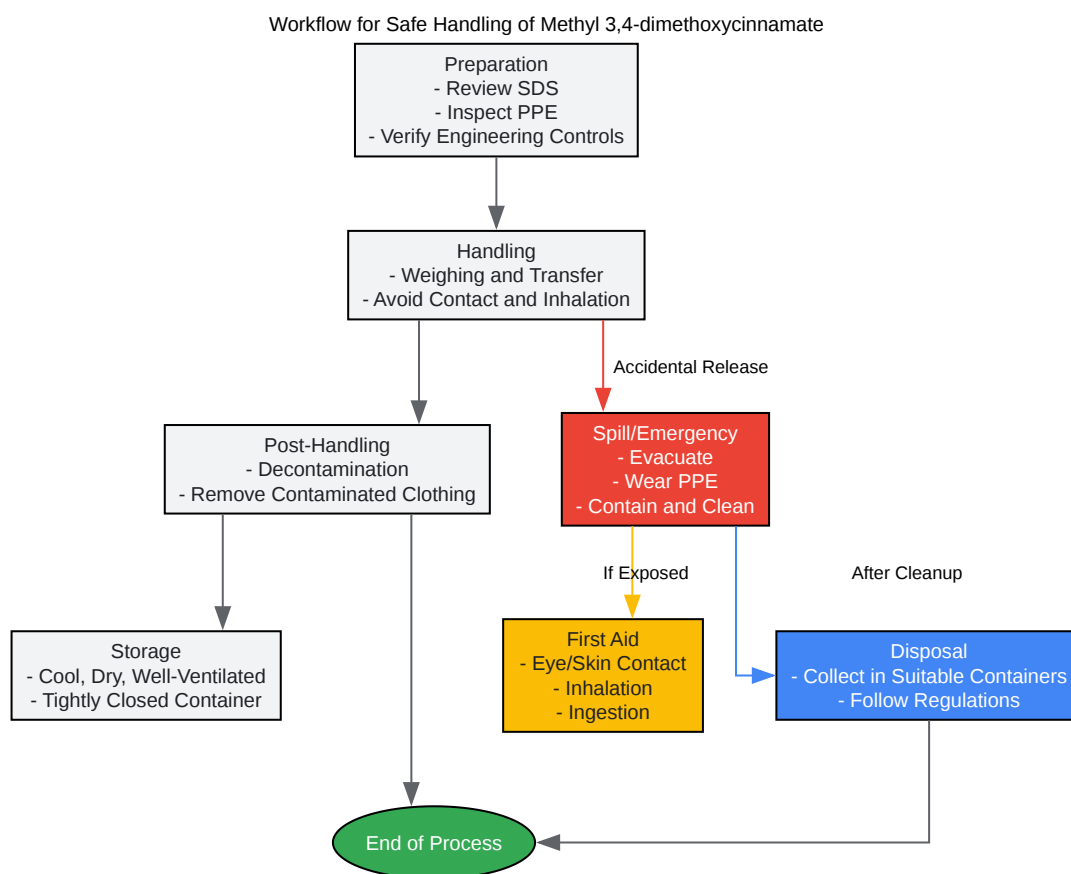 Workflow for Safe Handling of Methyl 3,4-dimethoxycinnamate
Preparation
- Review SDS
- Inspect PPE
- Verify Engineering Controls
Handling
- Weighing and Transfer
- Avoid Contact and Inhalation
Accidental Release
Post-Handling
- Decontamination
- Remove Contaminated Clothing
Spill/Emergency
- Evacuate
- Wear PPE
- Contain and Clean
If Exposed
After Cleanup
Storage
- Cool, Dry, Well-Ventilated
- Tightly Closed Container
First Aid
- Eye/Skin Contact
- Inhalation
- Ingestion
Disposal
- Collect in Suitable Containers
- Follow Regulations
End of Process